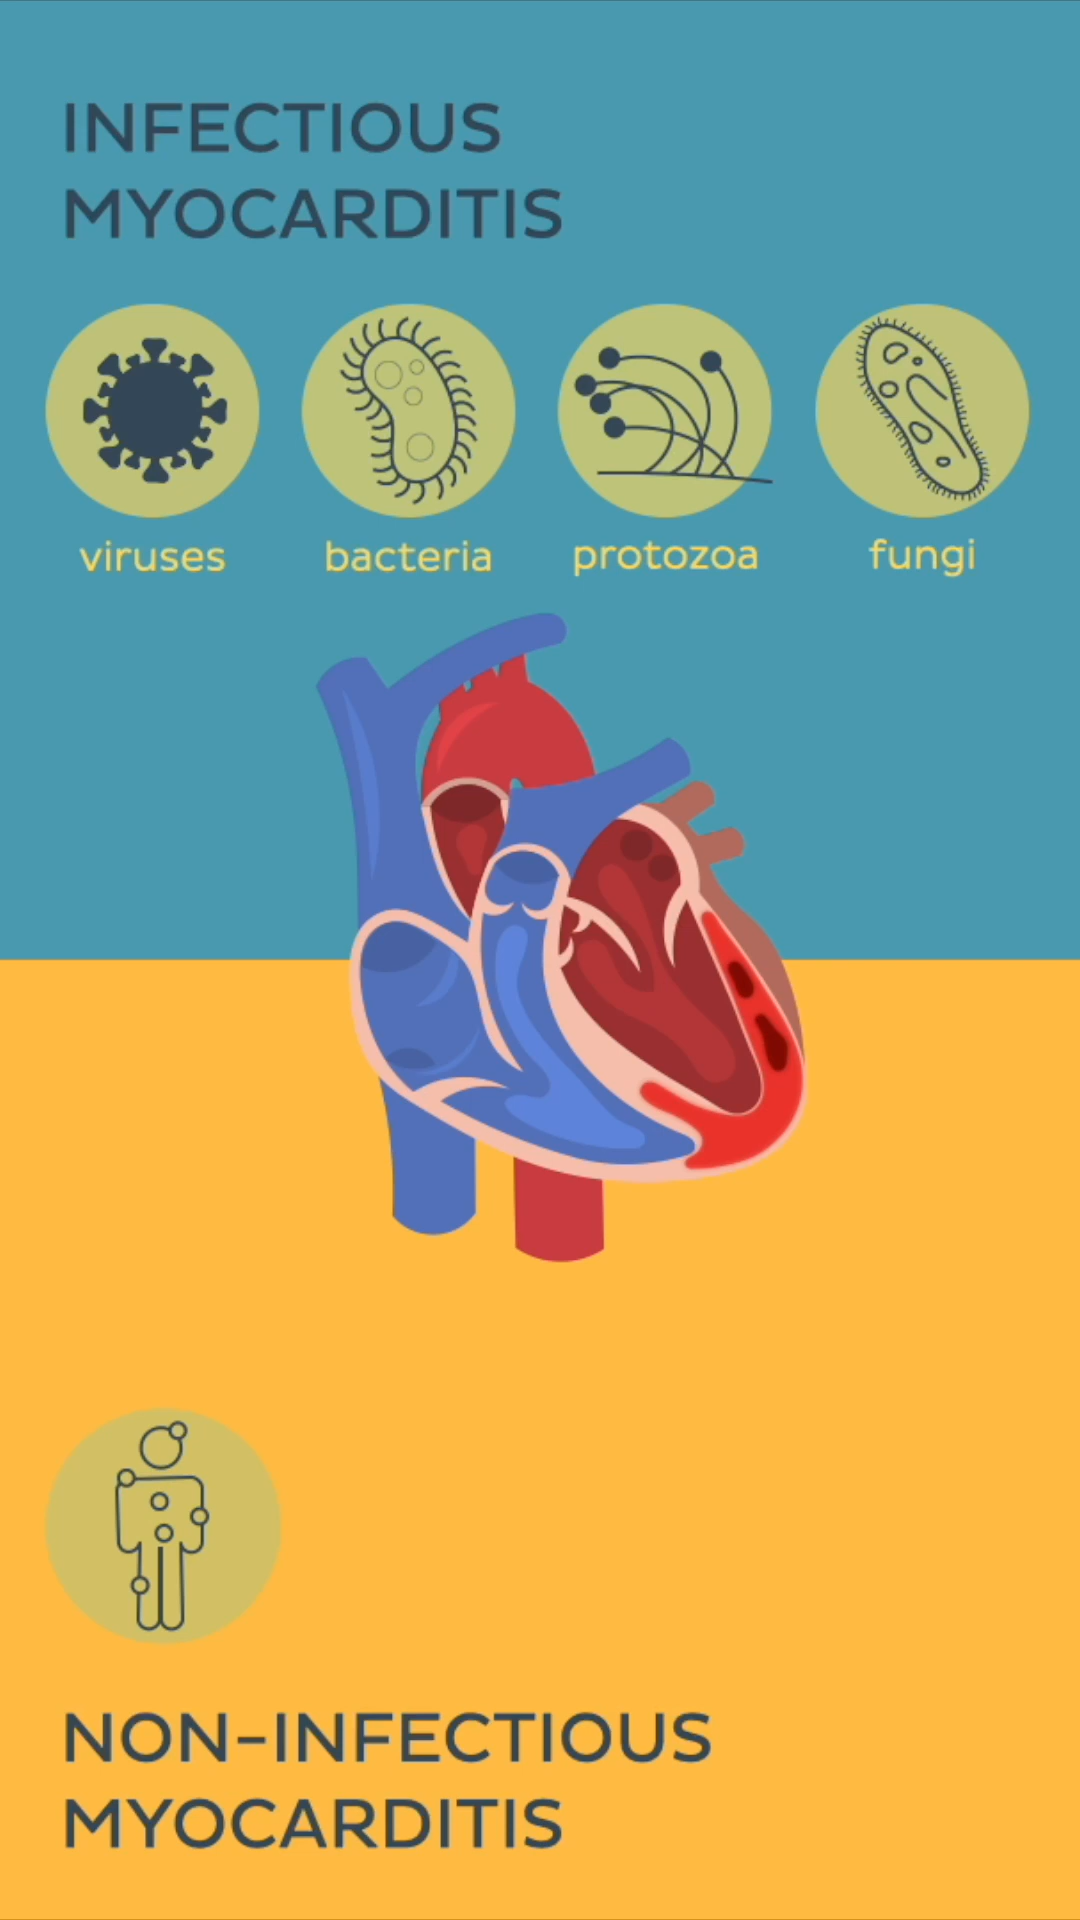 INFECTIOUS
MYOCARDITIS
viruses bacteria protozoa fungi
NON-INFECTIOUS
MYOCARDITIS